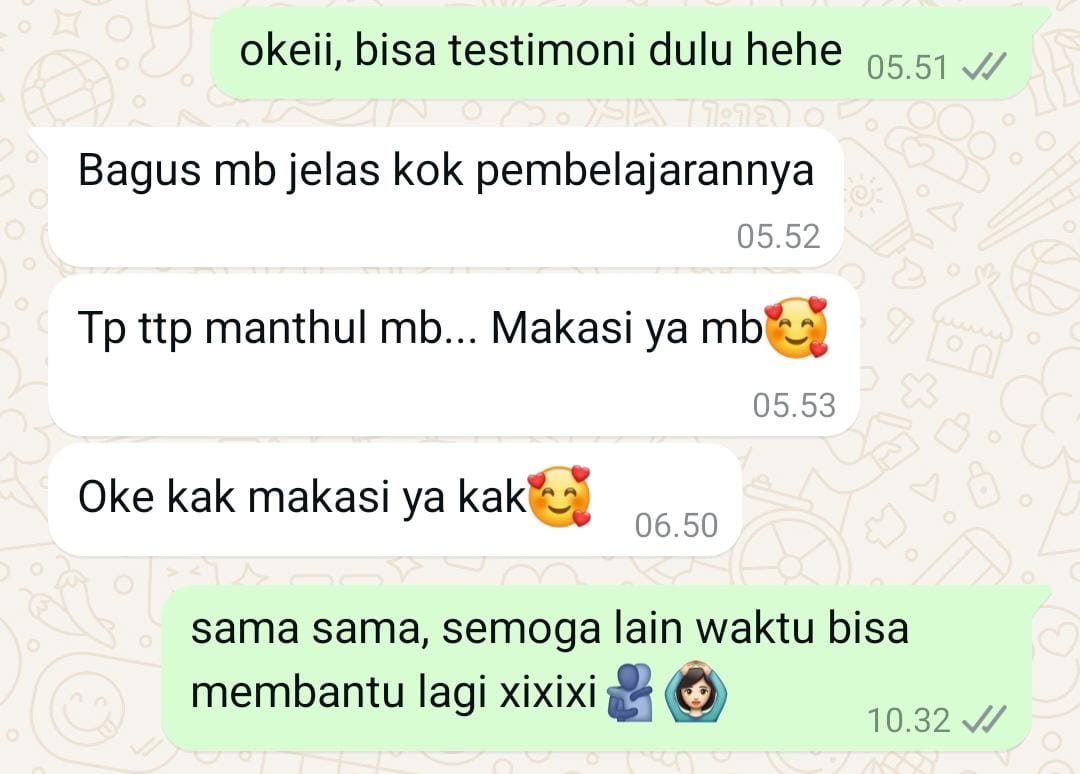 okeii, bisa testimoni dulu hehe 05.51
Bagus mb jelas kok pembelajarannya
05.52
Tp ttp manthul mb... Makasi ya mb🥰
05.53
Oke kak makasi ya kak🥰 06.50
sama sama, semoga lain waktu bisa
membantu lagi xixixi🫂🙆🏻‍♀️ 10.32